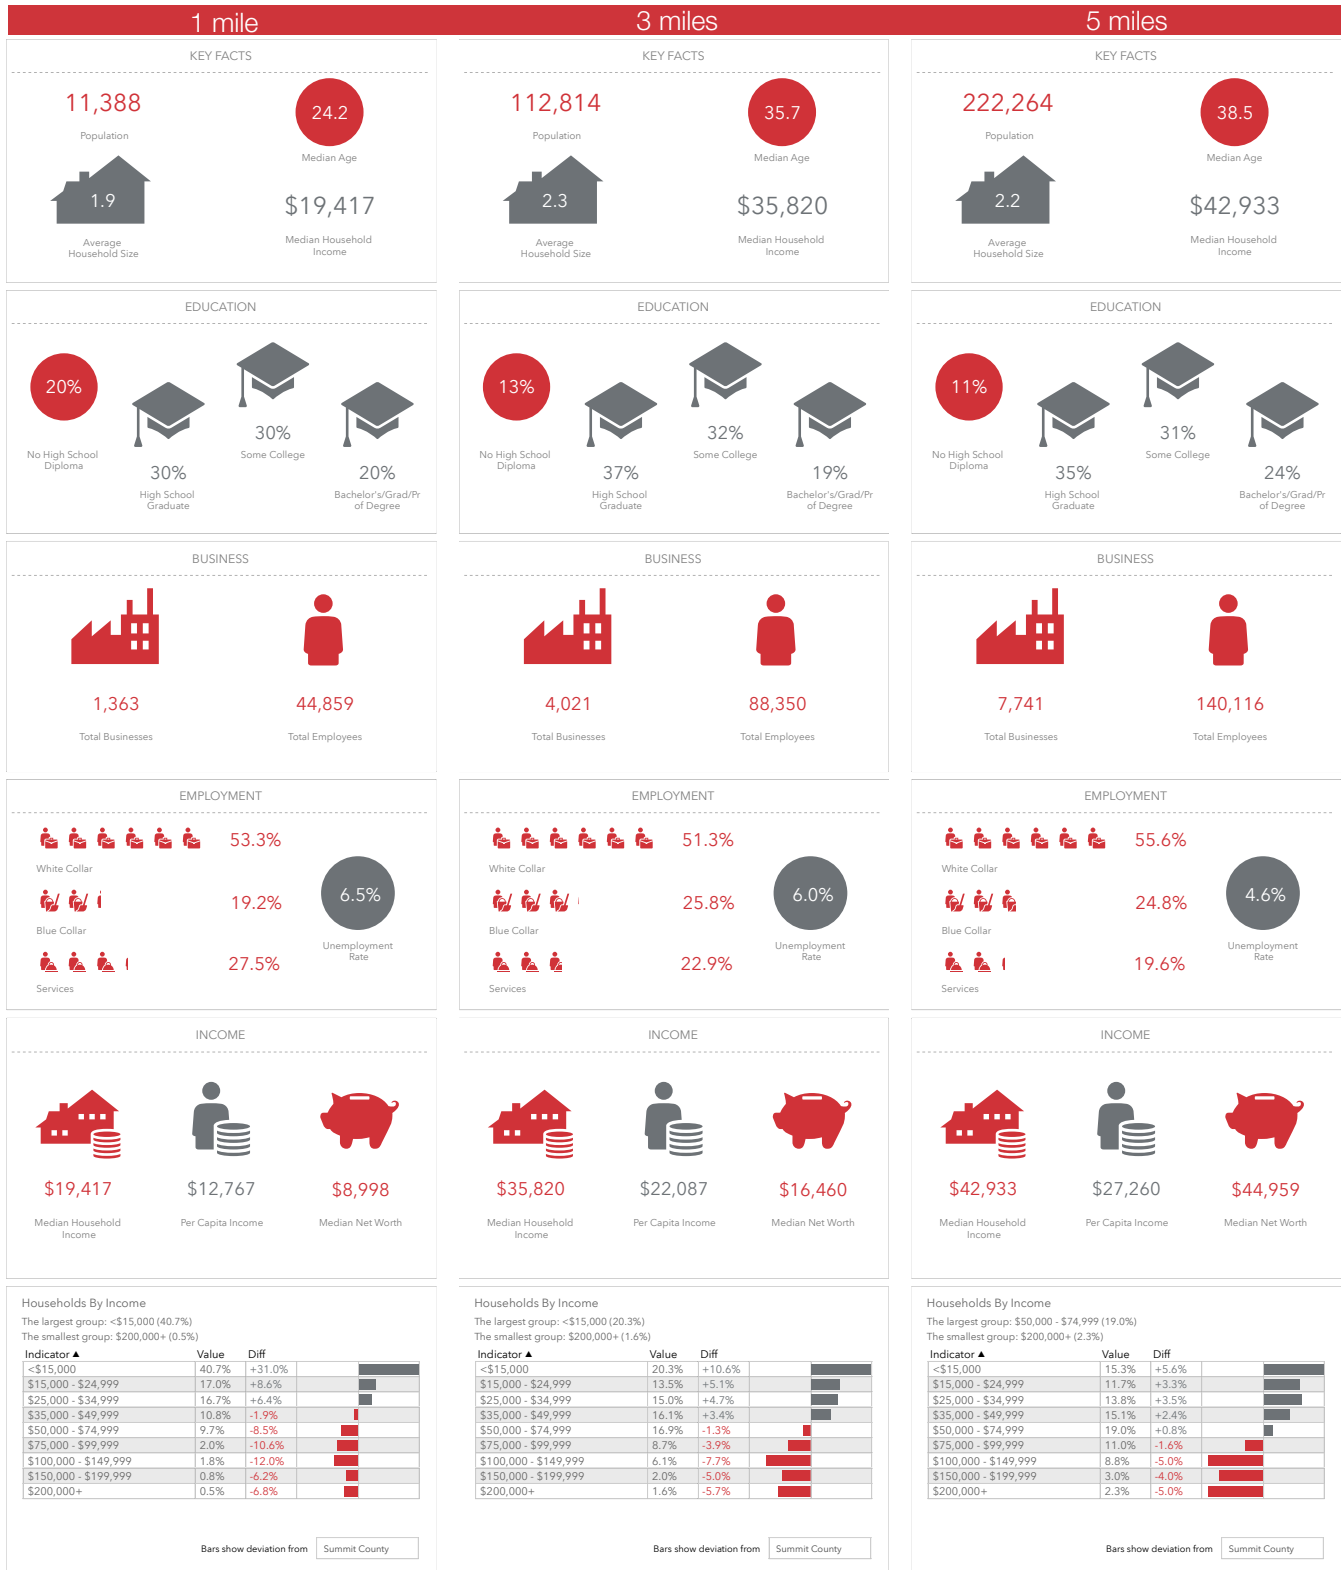 1 mile
KEY FACTS
11,388
Population
24.2
Median Age
1.9
Average
Household Size
$19,417
Median Household
Income
EDUCATION
20%
No High School
Diploma
30%
High School
Graduate
30%
Some College
20%
Bachelor's/Grad/Pr
of Degree
BUSINESS
1,363
Total Businesses
44,859
Total Employees
EMPLOYMENT
53.3%
White Collar
19.2%
Blue Collar
27.5%
Services
6.5%
Unemployment
Rate
INCOME
$19,417
Median Household
Income
$12,767
Per Capita Income
$8,998
Median Net Worth
Households By Income
The largest group: <$15,000 (40.7%)
The smallest group: $200,000+ (0.5%)
Indicator ▲ Value Diff
<$15,000 40.7% +31.0%
$15,000 - $24,999 17.0% +8.6%
$25,000 - $34,999 16.7% +6.4%
$35,000 - $49,999 10.8% -1.9%
$50,000 - $74,999 9.7% -8.5%
$75,000 - $99,999 2.0% -10.6%
$100,000 - $149,999 1.8% -12.0%
$150,000 - $199,999 0.8% -6.2%
$200,000+ 0.5% -6.8%
Bars show deviation from Summit County
3 miles
KEY FACTS
112,814
Population
35.7
Median Age
2.3
Average
Household Size
$35,820
Median Household
Income
EDUCATION
13%
No High School
Diploma
37%
High School
Graduate
32%
Some College
19%
Bachelor's/Grad/Pr
of Degree
BUSINESS
4,021
Total Businesses
88,350
Total Employees
EMPLOYMENT
51.3%
White Collar
25.8%
Blue Collar
22.9%
Services
6.0%
Unemployment
Rate
INCOME
$35,820
Median Household
Income
$22,087
Per Capita Income
$16,460
Median Net Worth
Households By Income
The largest group: <$15,000 (20.3%)
The smallest group: $200,000+ (1.6%)
Indicator ▲ Value Diff
<$15,000 20.3% +10.6%
$15,000 - $24,999 13.5% +5.1%
$25,000 - $34,999 15.0% +4.7%
$35,000 - $49,999 16.1% +3.4%
$50,000 - $74,999 16.9% -1.3%
$75,000 - $99,999 8.7% -3.9%
$100,000 - $149,999 6.1% -7.7%
$150,000 - $199,999 2.0% -5.0%
$200,000+ 1.6% -5.7%
Bars show deviation from Summit County
5 miles
KEY FACTS
222,264
Population
38.5
Median Age
2.2
Average
Household Size
$42,933
Median Household
Income
EDUCATION
11%
No High School
Diploma
35%
High School
Graduate
31%
Some College
24%
Bachelor's/Grad/Pr
of Degree
BUSINESS
7,741
Total Businesses
140,116
Total Employees
EMPLOYMENT
55.6%
White Collar
24.8%
Blue Collar
19.6%
Services
4.6%
Unemployment
Rate
INCOME
$42,933
Median Household
Income
$27,260
Per Capita Income
$44,959
Median Net Worth
Households By Income
The largest group: $50,000 - $74,999 (19.0%)
The smallest group: $200,000+ (2.3%)
Indicator ▲ Value Diff
<$15,000 15.3% +5.6%
$15,000 - $24,999 11.7% +3.3%
$25,000 - $34,999 13.8% +3.5%
$35,000 - $49,999 15.1% +2.4%
$50,000 - $74,999 19.0% +0.8%
$75,000 - $99,999 11.0% -1.6%
$100,000 - $149,999 8.8% -5.0%
$150,000 - $199,999 3.0% -4.0%
$200,000+ 2.3% -5.0%
Bars show deviation from Summit County